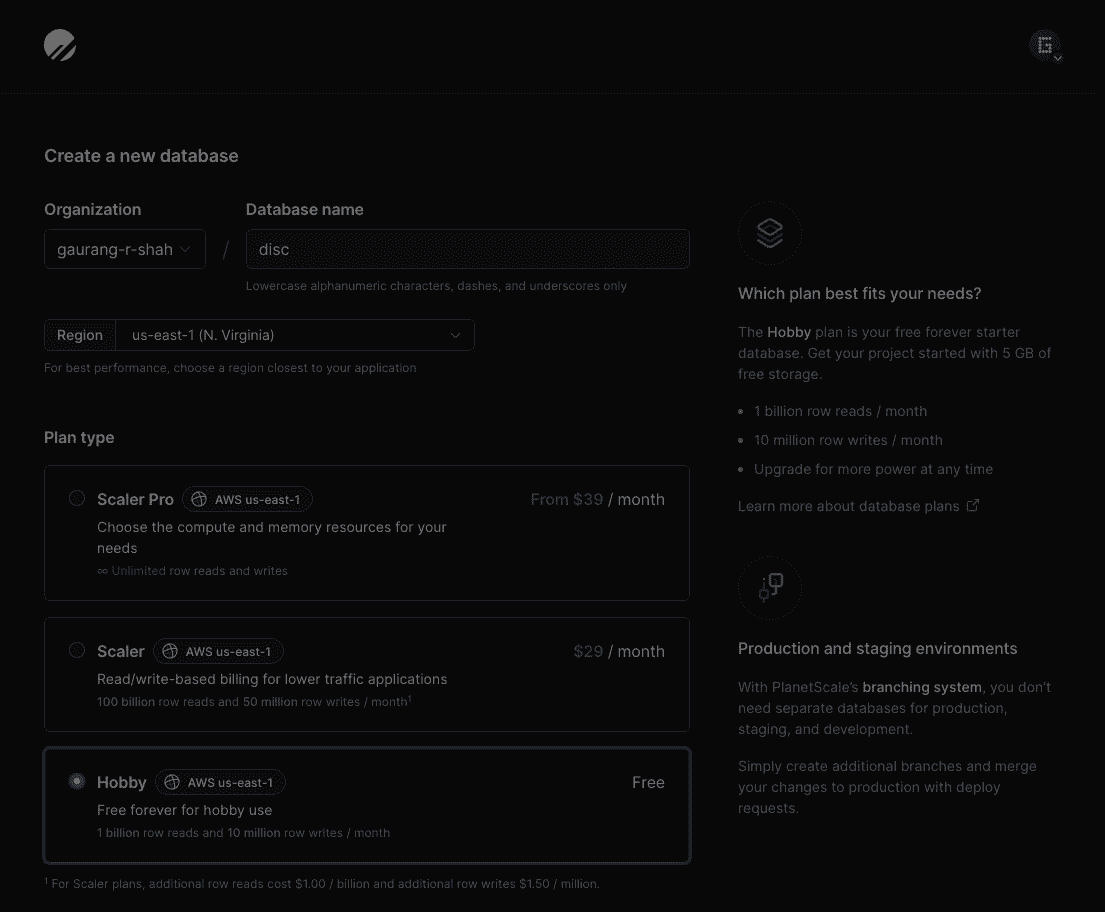 Create a new database
Organization
Database name
gaurang-r-shah
/
disc
Lowercase alphanumeric characters, dashes, and underscores only
Region
us-east-1 (N. Virginia)
For best performance, choose a region closest to your application
Plan type
Scaler Pro AWS us-east-1 From $39 / month
Choose the compute and memory resources for your
needs
∞ Unlimited row reads and writes
Scaler AWS us-east-1 $29 / month
Read/write-based billing for lower traffic applications
100 billion row reads and 50 million row writes / month¹
Hobby AWS us-east-1 Free
Free forever for hobby use
1 billion row reads and 10 million row writes / month
¹ For Scaler plans, additional row reads cost $1.00 / billion and additional row writes $1.50 / million.
G
Which plan best fits your needs?
The Hobby plan is your free forever starter
database. Get your project started with 5 GB of
free storage.
• 1 billion row reads / month
• 10 million row writes / month
• Upgrade for more power at any time
Learn more about database plans
Production and staging environments
With PlanetScale's branching system, you don't
need separate databases for production,
staging, and development.
Simply create additional branches and merge
your changes to production with deploy
requests.